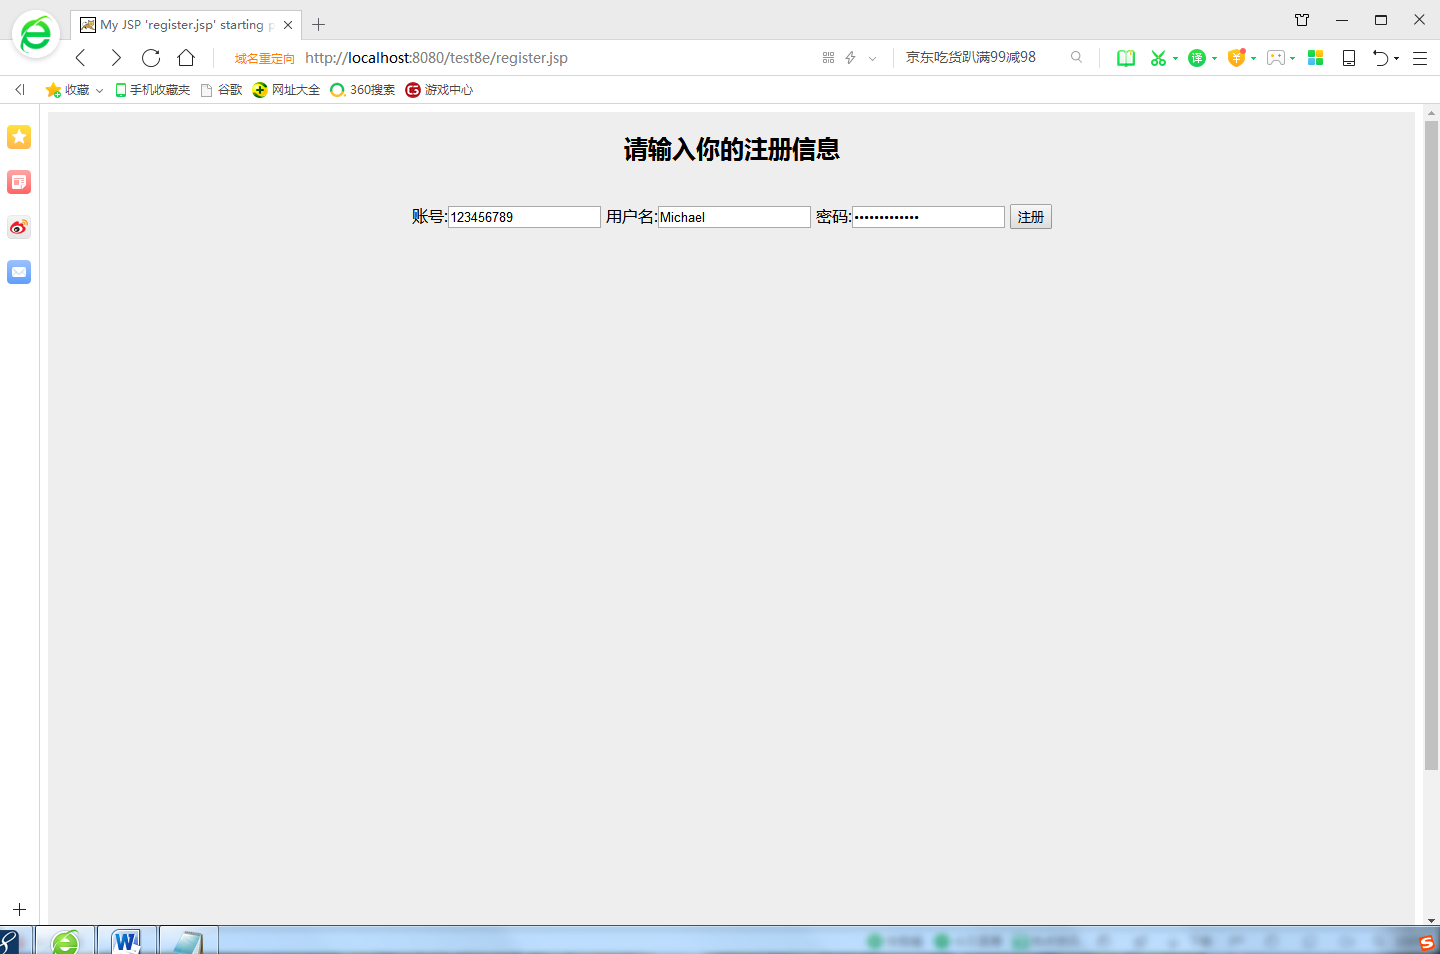 My JSP 'register.jsp' starting p
域名重定向 http://localhost:8080/test8e/register.jsp 京东吃货趴满99减98 译
收藏 手机收藏夹 谷歌 网址大全 360搜索 游戏中心
请输入你的注册信息
账号:123456789 用户名:Michael 密码:••••••••••••• 注册